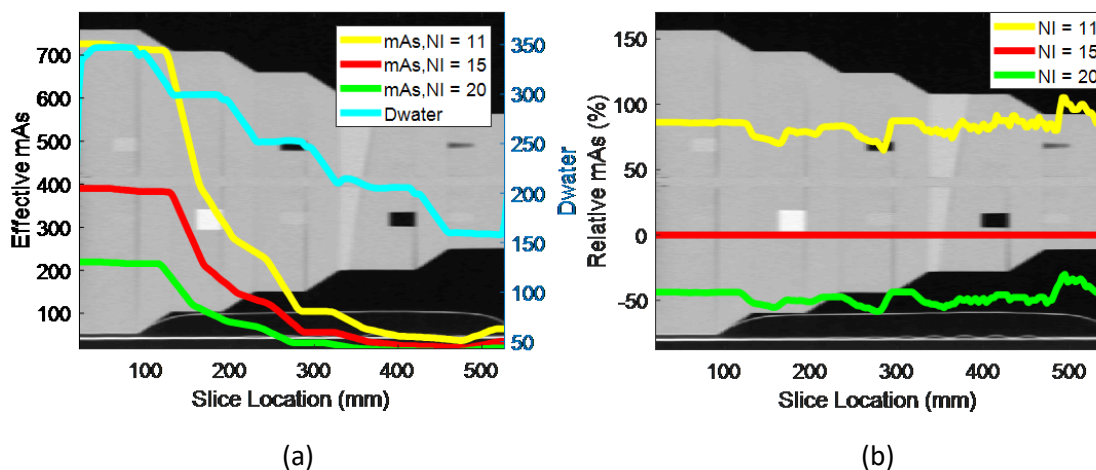 mAs,NI = 11
mAs,NI = 15
mAs,NI = 20
Dwater
Effective mAs
700
600
500
400
300
200
100
350
300
250
200
150
100
50
Dwater
100 200 300 400 500
Slice Location (mm)
(a)
NI = 11
NI = 15
NI = 20
Relative mAs (%)
150
100
50
0
-50
100 200 300 400 500
Slice Location (mm)
(b)